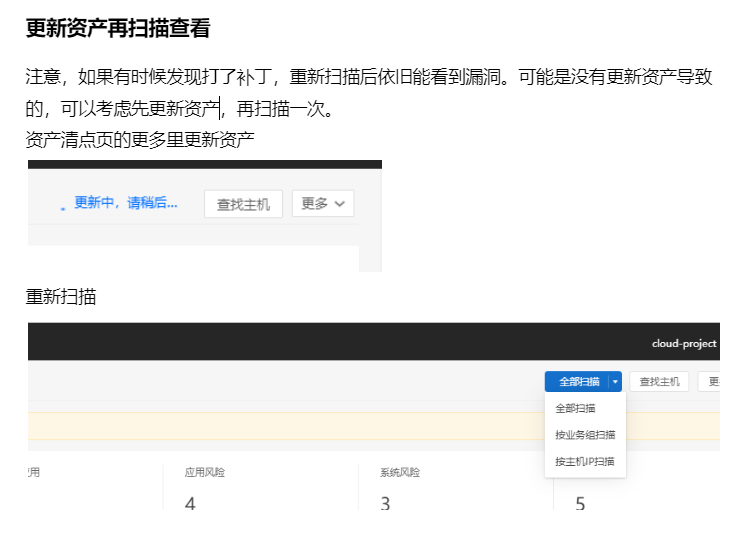 更新资产再扫描查看
注意，如果有时候发现打了补丁，重新扫描后依旧能看到漏洞。可能是没有更新资产导致
的，可以考虑先更新资产，再扫描一次。
资产清点页的更多里更新资产
更新中，请稍后...
查找主机
更多
重新扫描
cloud-project
全部扫描
查找主机
更
全部扫描
按业务组扫描
按主机IP扫描
用
应用风险
系统风险
4
3
5